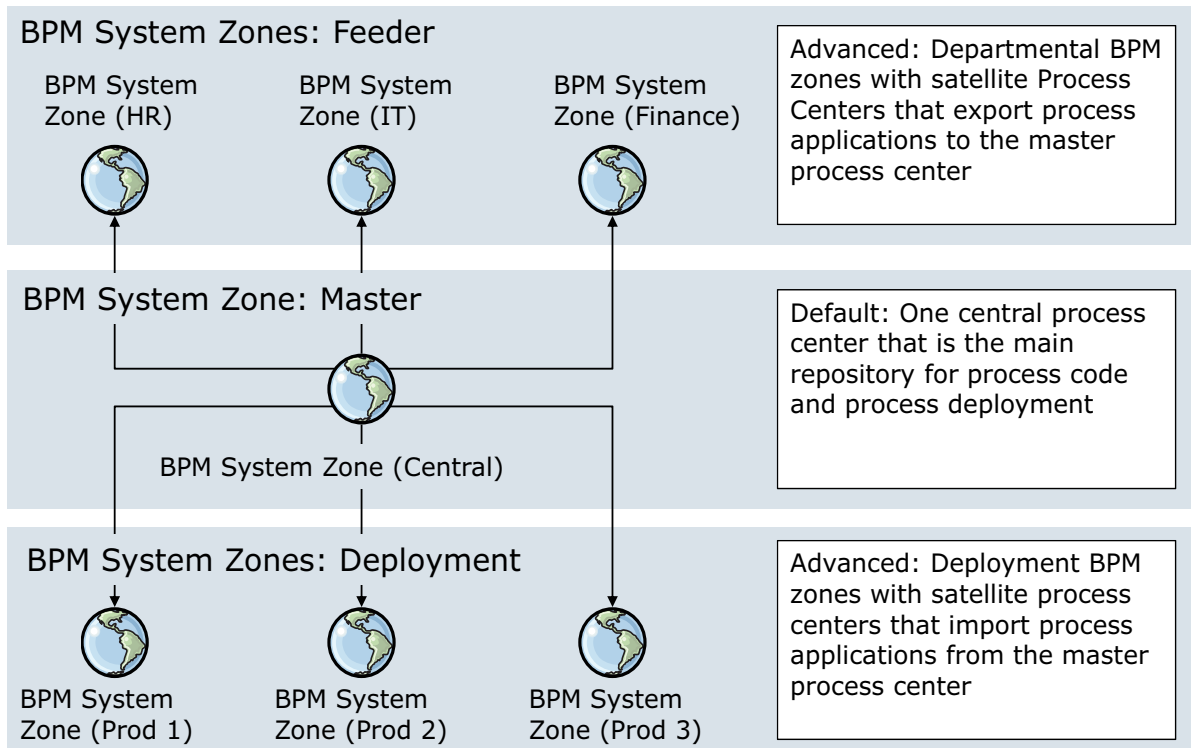 BPM System Zones: Feeder
BPM System
Zone (HR)
BPM System
Zone (IT)
BPM System
Zone (Finance)
Advanced: Departmental BPM
zones with satellite Process
Centers that export process
applications to the master
process center
BPM System Zone: Master
BPM System Zone (Central)
Default: One central process
center that is the main
repository for process code
and process deployment
BPM System Zones: Deployment
BPM System
Zone (Prod 1)
BPM System
Zone (Prod 2)
BPM System
Zone (Prod 3)
Advanced: Deployment BPM
zones with satellite process
centers that import process
applications from the master
process center